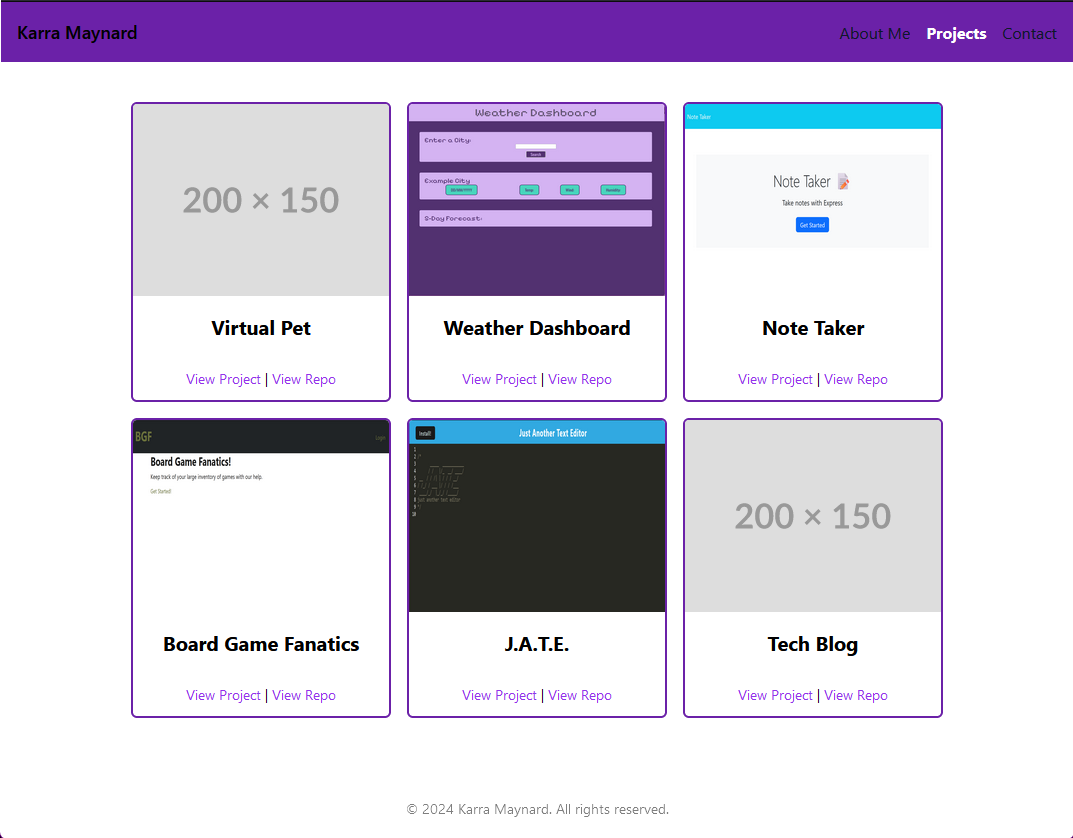 Karra Maynard
About Me Projects Contact
200 × 150
Virtual Pet
View Project | View Repo
Weather Dashboard
Enter a City:
Search
Example City
Temp Wind Humidity
5-Day Forecast:
Weather Dashboard
View Project | View Repo
Note Taker
Note Taker 📝
Take notes with Express
Get Started
Note Taker
View Project | View Repo
BGF
Login
Board Game Fanatics!
Keep track of your large inventory of games with our help.
Get Started!
Board Game Fanatics
View Project | View Repo
Install!
Just Another Text Editor
1
2
3
4
5
6
7
8 just another text editor
9
10
J.A.T.E.
View Project | View Repo
200 × 150
Tech Blog
View Project | View Repo
© 2024 Karra Maynard. All rights reserved.